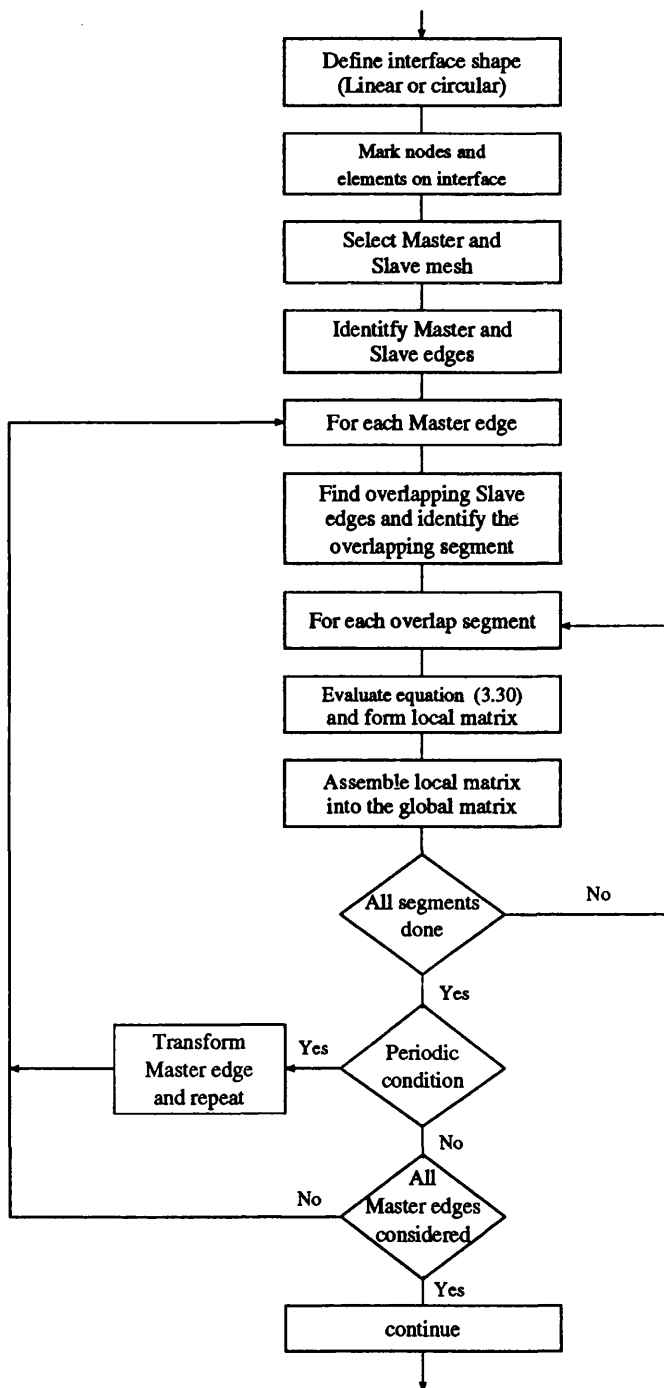 Define interface shape
(Linear or circular)
Mark nodes and
elements on interface
Select Master and
Slave mesh
Identitfy Master and
Slave edges
For each Master edge
Find overlapping Slave
edges and identify the
overlapping segment
For each overlap segment
Evaluate equation (3.30)
and form local matrix
Assemble local matrix
into the global matrix
All segments
done
No
Yes
Periodic
condition
Yes
Transform
Master edge
and repeat
No
All
Master edges
considered
No
Yes
continue